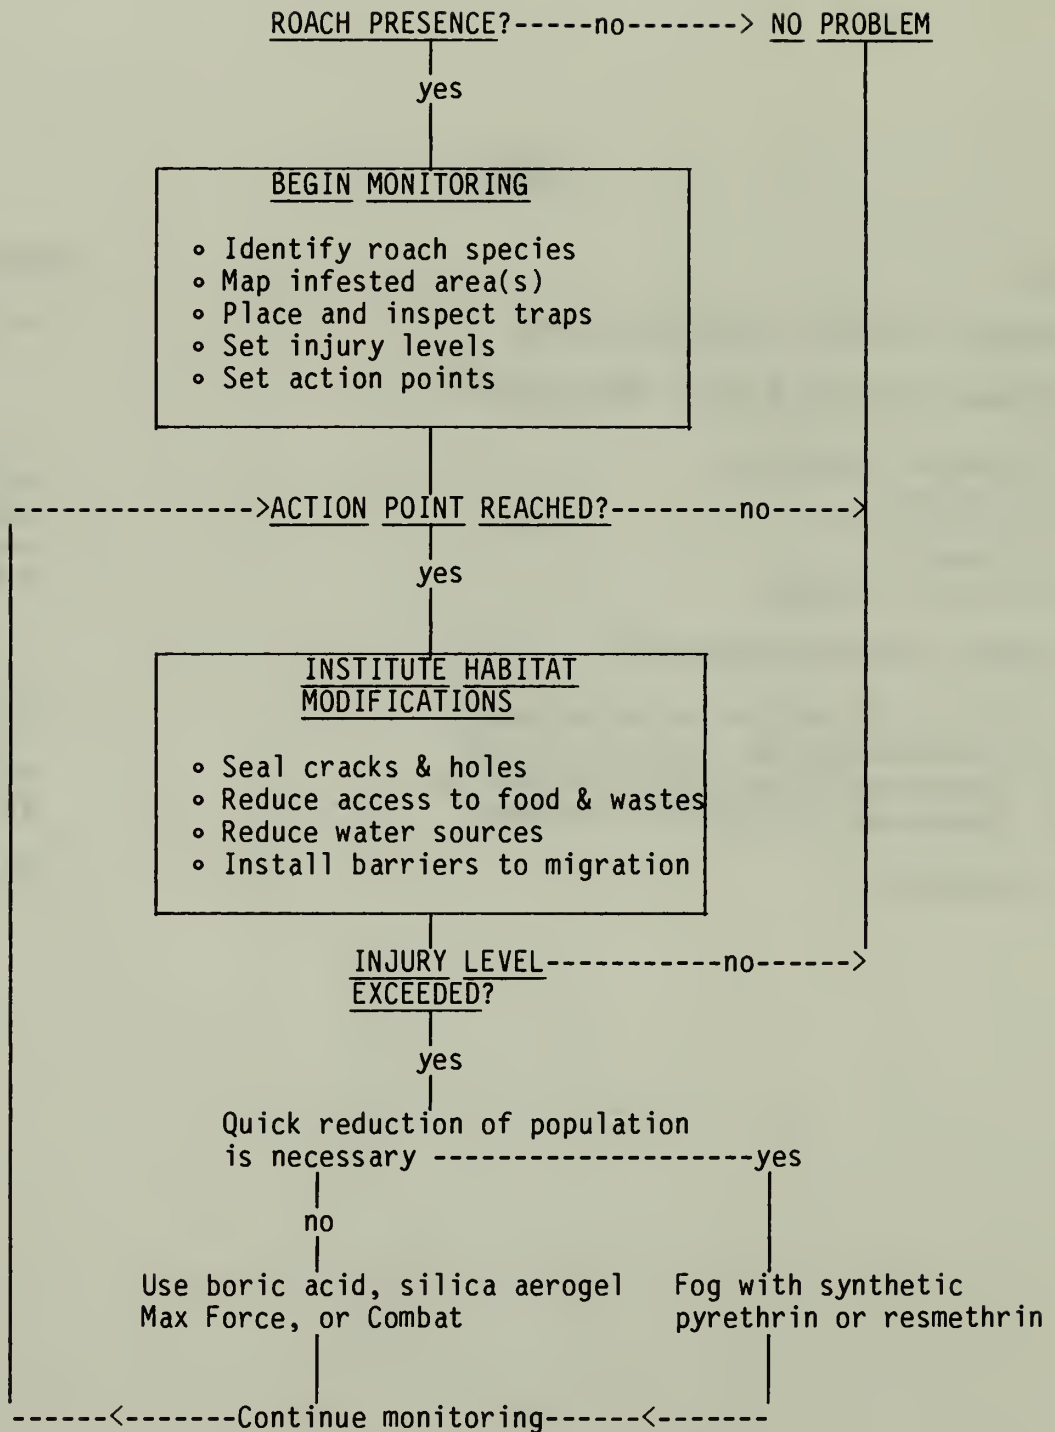 ROACH PRESENCE?-----no-------> NO PROBLEM
yes
BEGIN MONITORING
∘ Identify roach species
∘ Map infested area(s)
∘ Place and inspect traps
∘ Set injury levels
∘ Set action points
-------------->ACTION POINT REACHED?--------no----->
yes
INSTITUTE HABITAT
MODIFICATIONS
∘ Seal cracks & holes
∘ Reduce access to food & wastes
∘ Reduce water sources
∘ Install barriers to migration
INJURY LEVEL-----------no------>
EXCEEDED?
yes
Quick reduction of population
is necessary -------------------yes
no
Use boric acid, silica aerogel Fog with synthetic
Max Force, or Combat pyrethrin or resmethrin
------<-------Continue monitoring------<-------